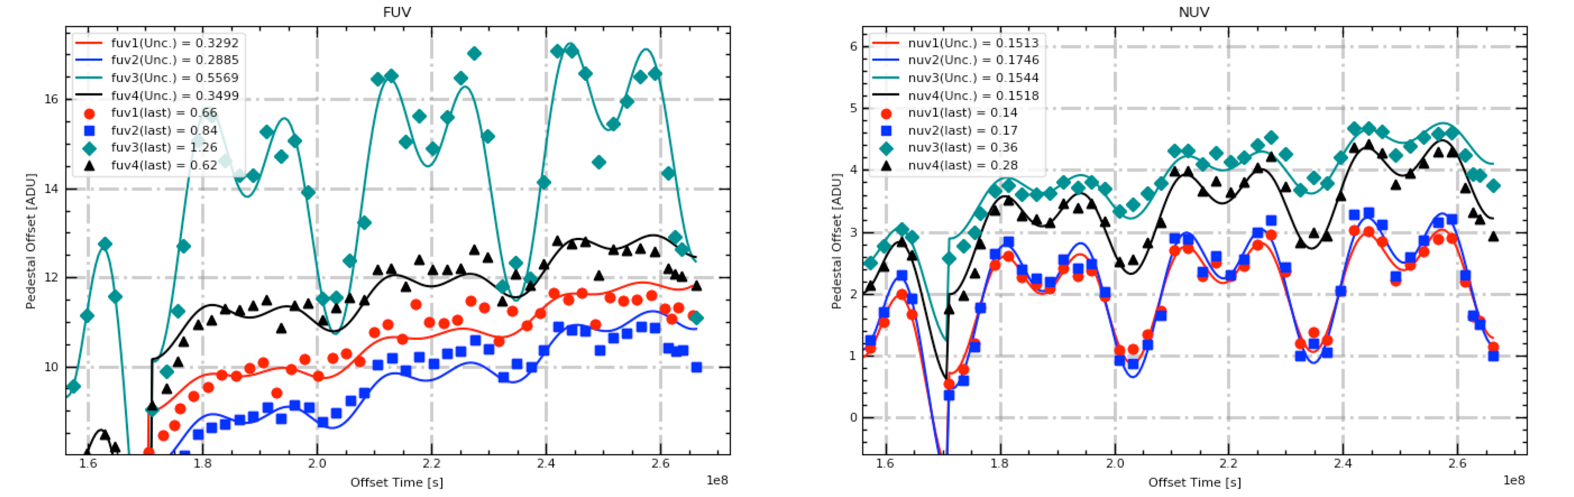 FUV
fuv1(Unc.) = 0.3292
fuv2(Unc.) = 0.2885
fuv3(Unc.) = 0.5569
fuv4(Unc.) = 0.3499
fuv1(last) = 0.66
fuv2(last) = 0.84
fuv3(last) = 1.26
fuv4(last) = 0.62
Pedestal Offset [ADU]
16
14
12
10
1.6
1.8
2.0
2.2
2.4
2.6
Offset Time [s]
1e8
NUV
nuv1(Unc.) = 0.1513
nuv2(Unc.) = 0.1746
nuv3(Unc.) = 0.1544
nuv4(Unc.) = 0.1518
nuv1(last) = 0.14
nuv2(last) = 0.17
nuv3(last) = 0.36
nuv4(last) = 0.28
Pedestal Offset [ADU]
6
5
4
3
2
1
0
1.6
1.8
2.0
2.2
2.4
2.6
Offset Time [s]
1e8